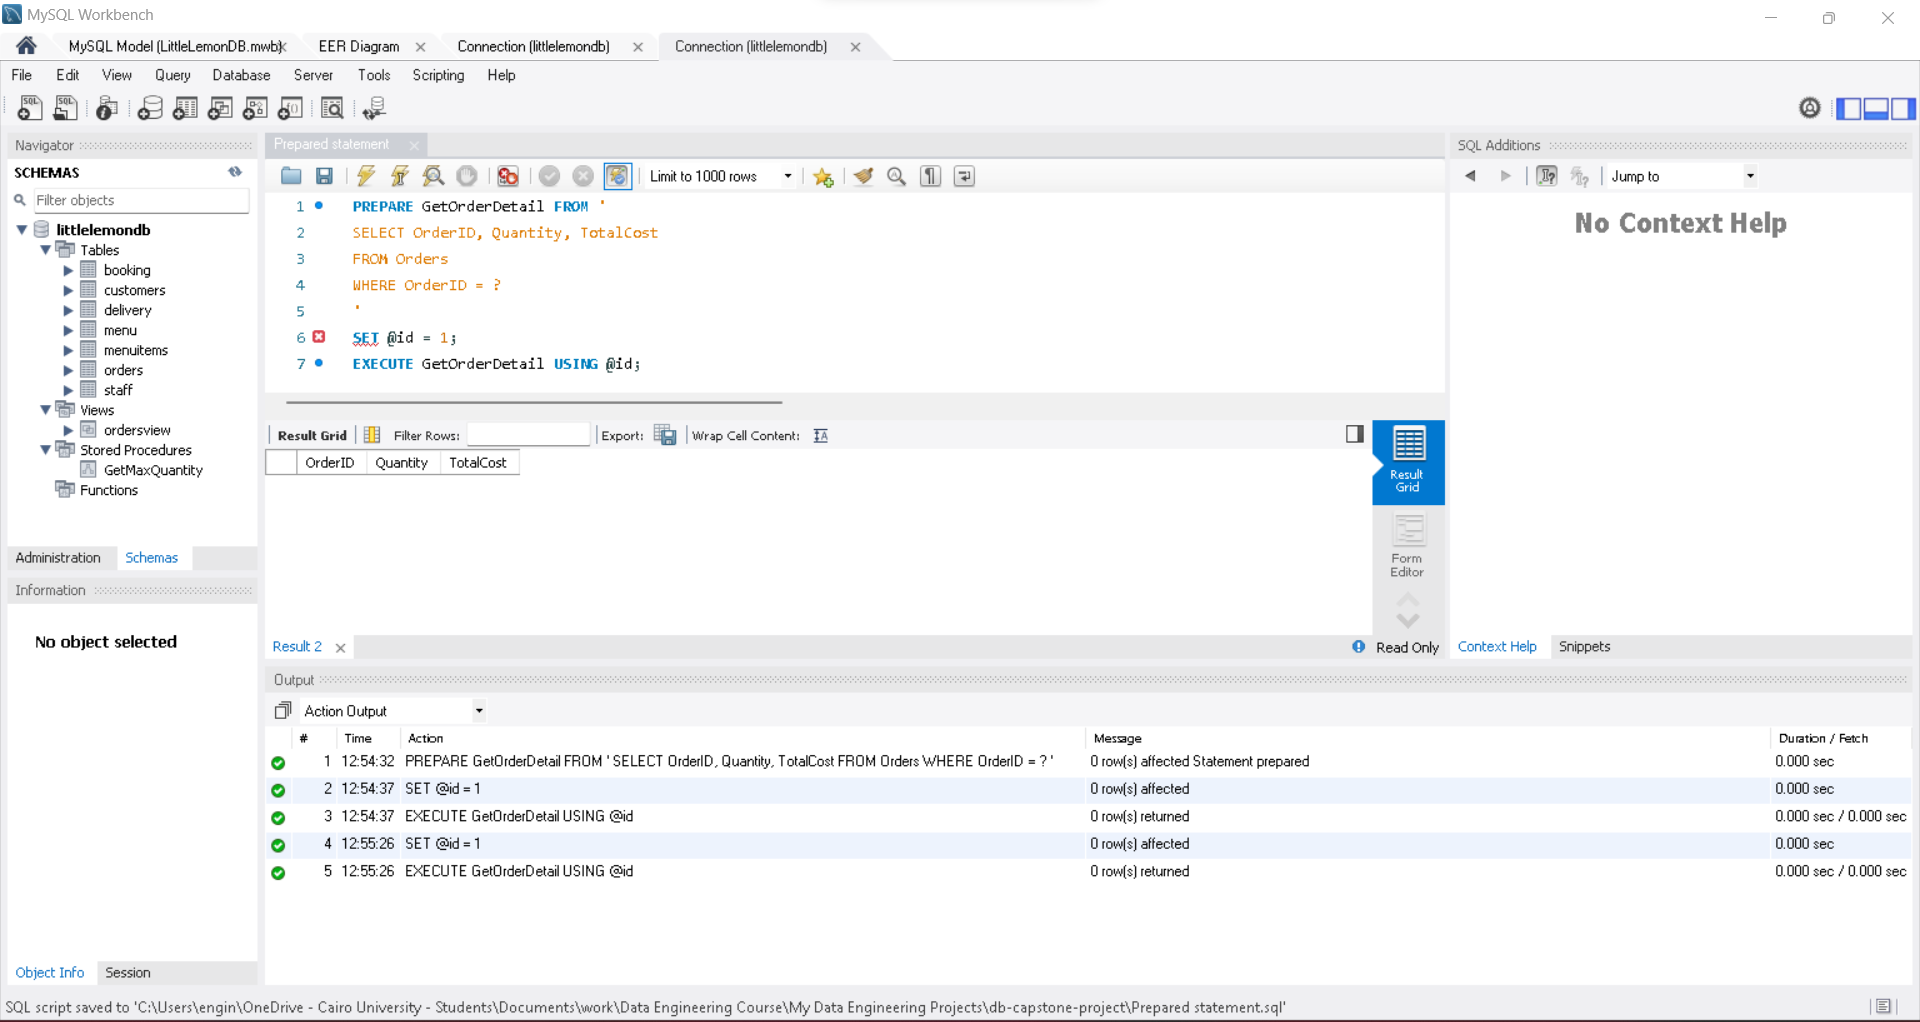 MySQL Workbench
MySQL Model (LittleLemonDB.mwb)
EER Diagram
Connection (littlelemondb)
Connection (littlelemondb)
File Edit View Query Database Server Tools Scripting Help
Navigator
SCHEMAS
Filter objects
littlelemondb
Tables
booking
customers
delivery
menu
menuitems
orders
staff
Views
ordersview
Stored Procedures
GetMaxQuantity
Functions
Administration Schemas
Information
No object selected
Object Info Session
Prepared statement
Limit to 1000 rows
1 PREPARE GetOrderDetail FROM '
2 SELECT OrderID, Quantity, TotalCost
3 FROM Orders
4 WHERE OrderID = ?
5 '
6 SET @id = 1;
7 EXECUTE GetOrderDetail USING @id;
Result Grid Filter Rows: Export: Wrap Cell Content:
OrderID Quantity TotalCost
Result Grid
Form Editor
Result 2
Read Only
SQL Additions
Jump to
No Context Help
Context Help Snippets
Output
Action Output
# Time Action Message Duration / Fetch
1 12:54:32 PREPARE GetOrderDetail FROM ' SELECT OrderID, Quantity, TotalCost FROM Orders WHERE OrderID = ? ' 0 row(s) affected Statement prepared 0.000 sec
2 12:54:37 SET @id = 1 0 row(s) affected 0.000 sec
3 12:54:37 EXECUTE GetOrderDetail USING @id 0 row(s) returned 0.000 sec / 0.000 sec
4 12:55:26 SET @id = 1 0 row(s) affected 0.000 sec
5 12:55:26 EXECUTE GetOrderDetail USING @id 0 row(s) returned 0.000 sec / 0.000 sec
SQL script saved to 'C:\Users\engin\OneDrive - Cairo University - Students\Documents\work\Data Engineering Course\My Data Engineering Projects\db-capstone-project\Prepared statement.sql'